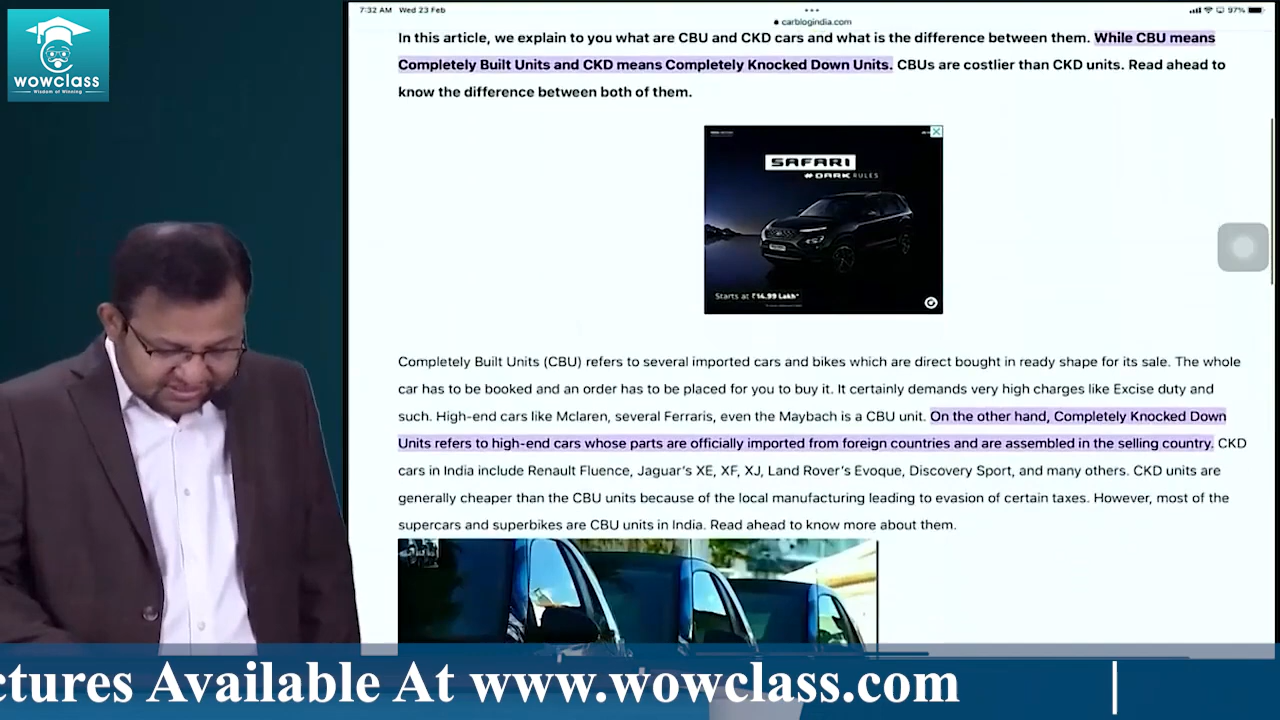 wowclass
Wisdom of Winning
7:32 AM Wed 23 Feb
97%
carblogindia.com
In this article, we explain to you what are CBU and CKD cars and what is the difference between them. While CBU means
Completely Built Units and CKD means Completely Knocked Down Units. CBUs are costlier than CKD units. Read ahead to
know the difference between both of them.
SAFARI
#DARK RULES
Starts at ₹14.99 Lakh*
Completely Built Units (CBU) refers to several imported cars and bikes which are direct bought in ready shape for its sale. The whole
car has to be booked and an order has to be placed for you to buy it. It certainly demands very high charges like Excise duty and
such. High-end cars like Mclaren, several Ferraris, even the Maybach is a CBU unit. On the other hand, Completely Knocked Down
Units refers to high-end cars whose parts are officially imported from foreign countries and are assembled in the selling country. CKD
cars in India include Renault Fluence, Jaguar's XE, XF, XJ, Land Rover's Evoque, Discovery Sport, and many others. CKD units are
generally cheaper than the CBU units because of the local manufacturing leading to evasion of certain taxes. However, most of the
supercars and superbikes are CBU units in India. Read ahead to know more about them.
ctures Available At www.wowclass.com |